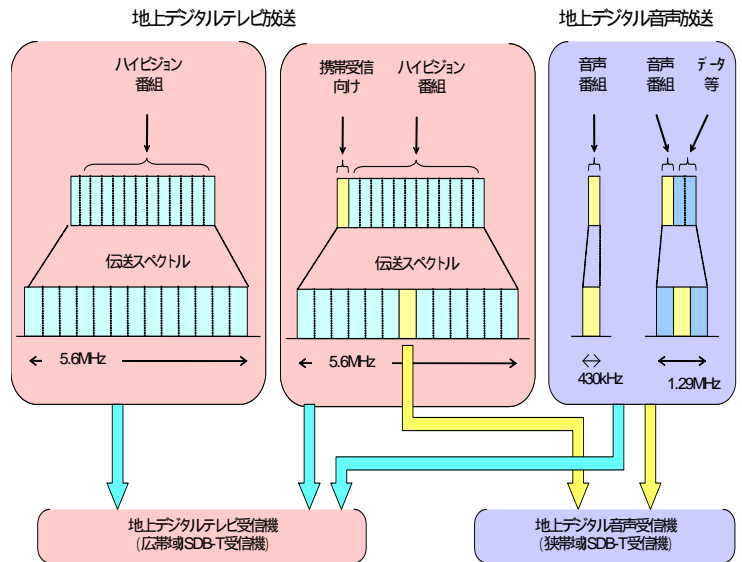 地上デジタルテレビ放送
地上デジタル音声放送
ハイビジョン
番組
携帯受信
向け
ハイビジョン
番組
音声
番組
音声
番組
データ
等
伝送スペクトル
伝送スペクトル
5.6MHz
5.6MHz
430kHz
1.29MHz
地上デジタルテレビ受信機
(広帯域ISDB-T受信機)
地上デジタル音声受信機
(狭帯域ISDB-T受信機)